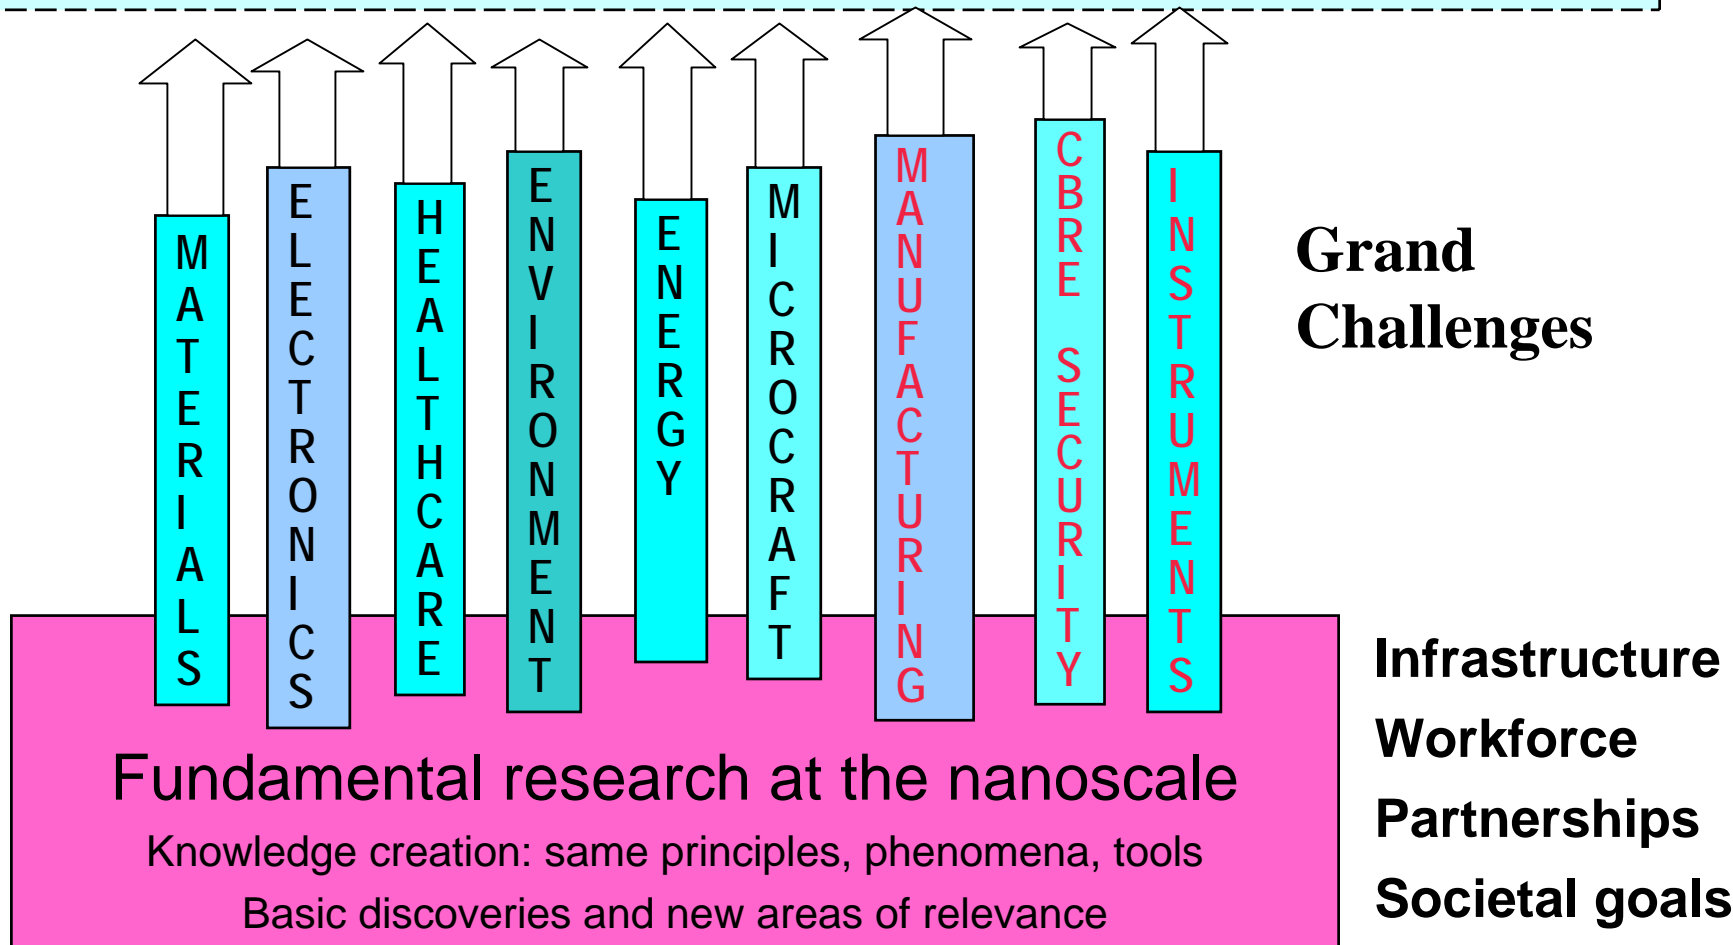 MATERIALS
ELECTRONICS
HEALTHCARE
ENVIRONMENT
ENERGY
MICROCRAFT
MANUFACTURING
CBRE SECURITY
INSTRUMENTS
Grand
Challenges
Fundamental research at the nanoscale
Knowledge creation: same principles, phenomena, tools
Basic discoveries and new areas of relevance
Infrastructure
Workforce
Partnerships
Societal goals